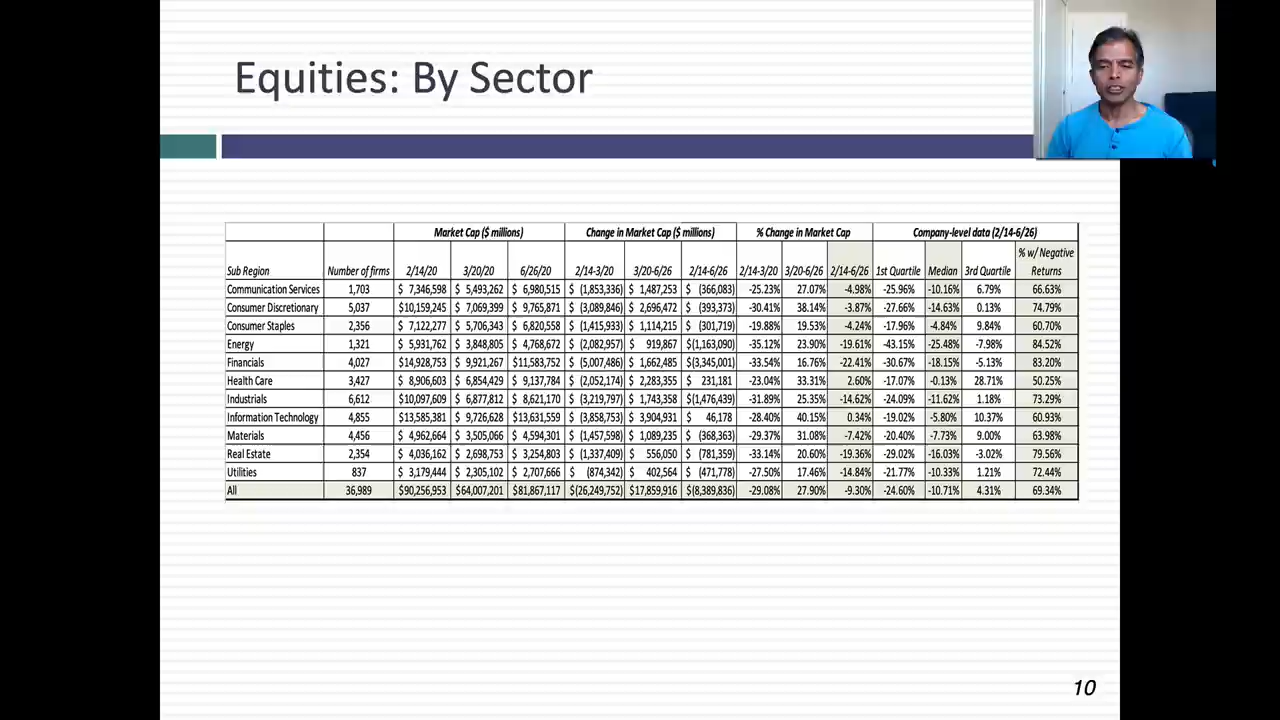 Equities: By Sector
Market Cap ($ millions) Change in Market Cap ($ millions) % Change in Market Cap Company-level data (2/14-6/26)
Sub Region Number of firms 2/14/20 3/20/20 6/26/20 2/14-3/20 3/20-6/26 2/14-6/26 2/14-3/20 3/20-6/26 2/14-6/26 1st Quartile Median 3rd Quartile % w/ Negative Returns
Communication Services 1,703 $ 7,346,598 $ 5,493,262 $ 6,980,515 $ (1,853,336) $ 1,487,253 $ (366,083) -25.23% 27.07% -4.98% -25.96% -10.16% 6.79% 66.63%
Consumer Discretionary 5,037 $10,159,245 $ 7,069,399 $ 9,765,871 $ (3,089,846) $ 2,696,472 $ (393,373) -30.41% 38.14% -3.87% -27.66% -14.63% 0.13% 74.79%
Consumer Staples 2,356 $ 7,122,277 $ 5,706,343 $ 6,820,558 $ (1,415,933) $ 1,114,215 $ (301,719) -19.88% 19.53% -4.24% -17.96% -4.84% 9.84% 60.70%
Energy 1,321 $ 5,931,762 $ 3,848,805 $ 4,768,672 $ (2,082,957) $ 919,867 $(1,163,090) -35.12% 23.90% -19.61% -43.15% -25.48% -7.98% 84.52%
Financials 4,027 $14,928,753 $ 9,921,267 $11,583,752 $ (5,007,486) $ 1,662,485 $(3,345,001) -33.54% 16.76% -22.41% -30.67% -18.15% -5.13% 83.20%
Health Care 3,427 $ 8,906,603 $ 6,854,429 $ 9,137,784 $ (2,052,174) $ 2,283,355 $ 231,181 -23.04% 33.31% 2.60% -17.07% -0.13% 28.71% 50.25%
Industrials 6,612 $10,097,609 $ 6,877,812 $ 8,621,170 $ (3,219,797) $ 1,743,358 $(1,476,439) -31.89% 25.35% -14.62% -24.09% -11.62% 1.18% 73.29%
Information Technology 4,855 $13,585,381 $ 9,726,628 $13,631,559 $ (3,858,753) $ 3,904,931 $ 46,178 -28.40% 40.15% 0.34% -19.02% -5.80% 10.37% 60.93%
Materials 4,456 $ 4,962,664 $ 3,505,066 $ 4,594,301 $ (1,457,598) $ 1,089,235 $ (368,363) -29.37% 31.08% -7.42% -20.40% -7.73% 9.00% 63.98%
Real Estate 2,354 $ 4,036,162 $ 2,698,753 $ 3,254,803 $ (1,337,409) $ 556,050 $ (781,359) -33.14% 20.60% -19.36% -29.02% -16.03% -3.02% 79.56%
Utilities 837 $ 3,179,444 $ 2,305,102 $ 2,707,666 $ (874,342) $ 402,564 $ (471,778) -27.50% 17.46% -14.84% -21.77% -10.33% 1.21% 72.44%
All 36,989 $90,256,953 $64,007,201 $81,867,117 $(26,249,752) $17,859,916 $(8,389,836) -29.08% 27.90% -9.30% -24.60% -10.71% 4.31% 69.34%
10